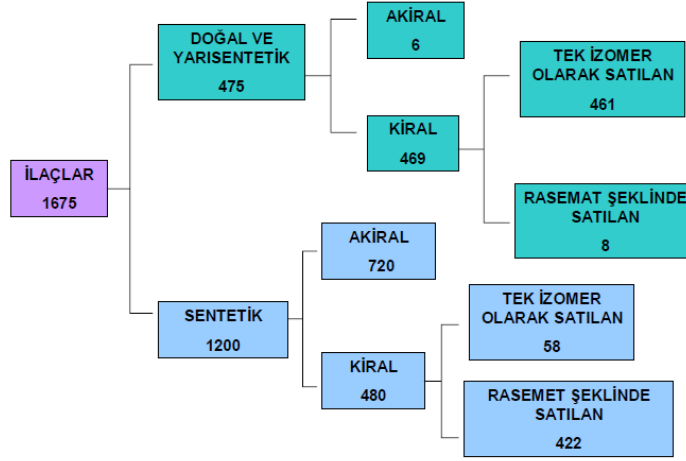 İLAÇLAR
1675
DOĞAL VE
YARISENTETİK
475
AKİRAL
6
KİRAL
469
TEK İZOMER
OLARAK SATILAN
461
RASEMAT ŞEKLİNDE
SATILAN
8
SENTETİK
1200
AKİRAL
720
KİRAL
480
TEK İZOMER
OLARAK SATILAN
58
RASEMET ŞEKLİNDE
SATILAN
422